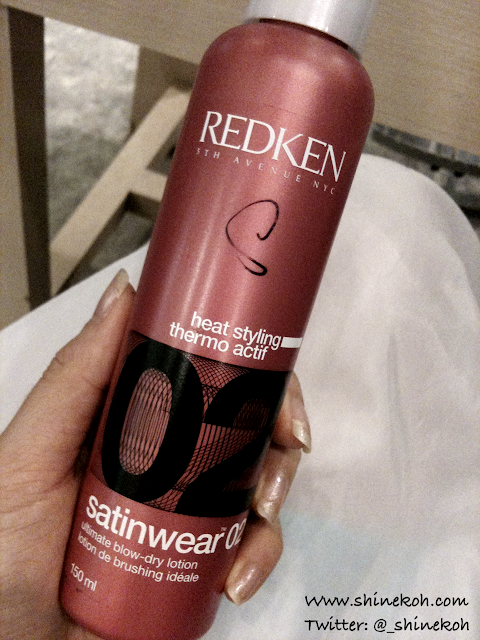 REDKEN
5TH AVENUE NYC
heat styling
thermo actif
02
satinwear™ 02
ultimate blow-dry lotion
lotion de brushing idéale
150 ml
Www.shinekoh.com
Twitter: @_shinekoh